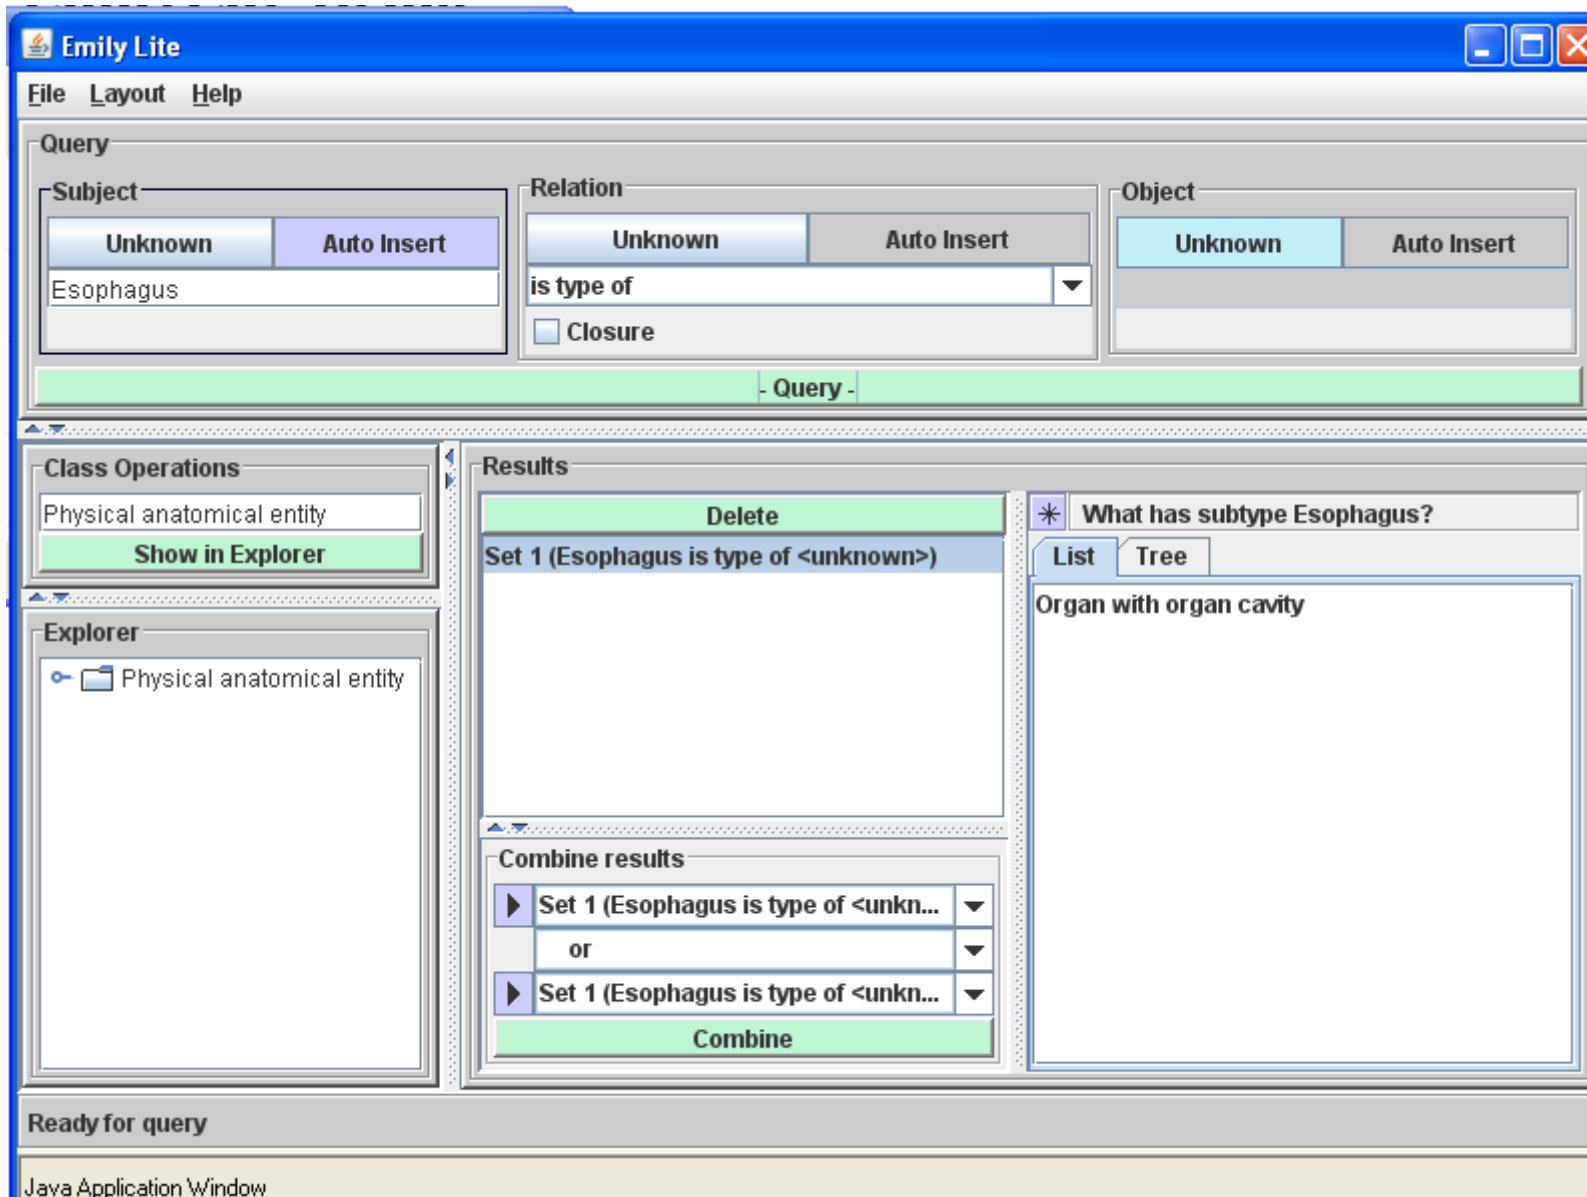 Emily Lite
File Layout Help
Query
Subject
Unknown Auto Insert
Esophagus
Relation
Unknown Auto Insert
is type of
Closure
Object
Unknown Auto Insert
- Query -
Class Operations
Physical anatomical entity
Show in Explorer
Explorer
Physical anatomical entity
Results
Delete
Set 1 (Esophagus is type of <unknown>)
Combine results
Set 1 (Esophagus is type of <unkn...
or
Set 1 (Esophagus is type of <unkn...
Combine
What has subtype Esophagus?
List Tree
Organ with organ cavity
Ready for query
Java Application Window